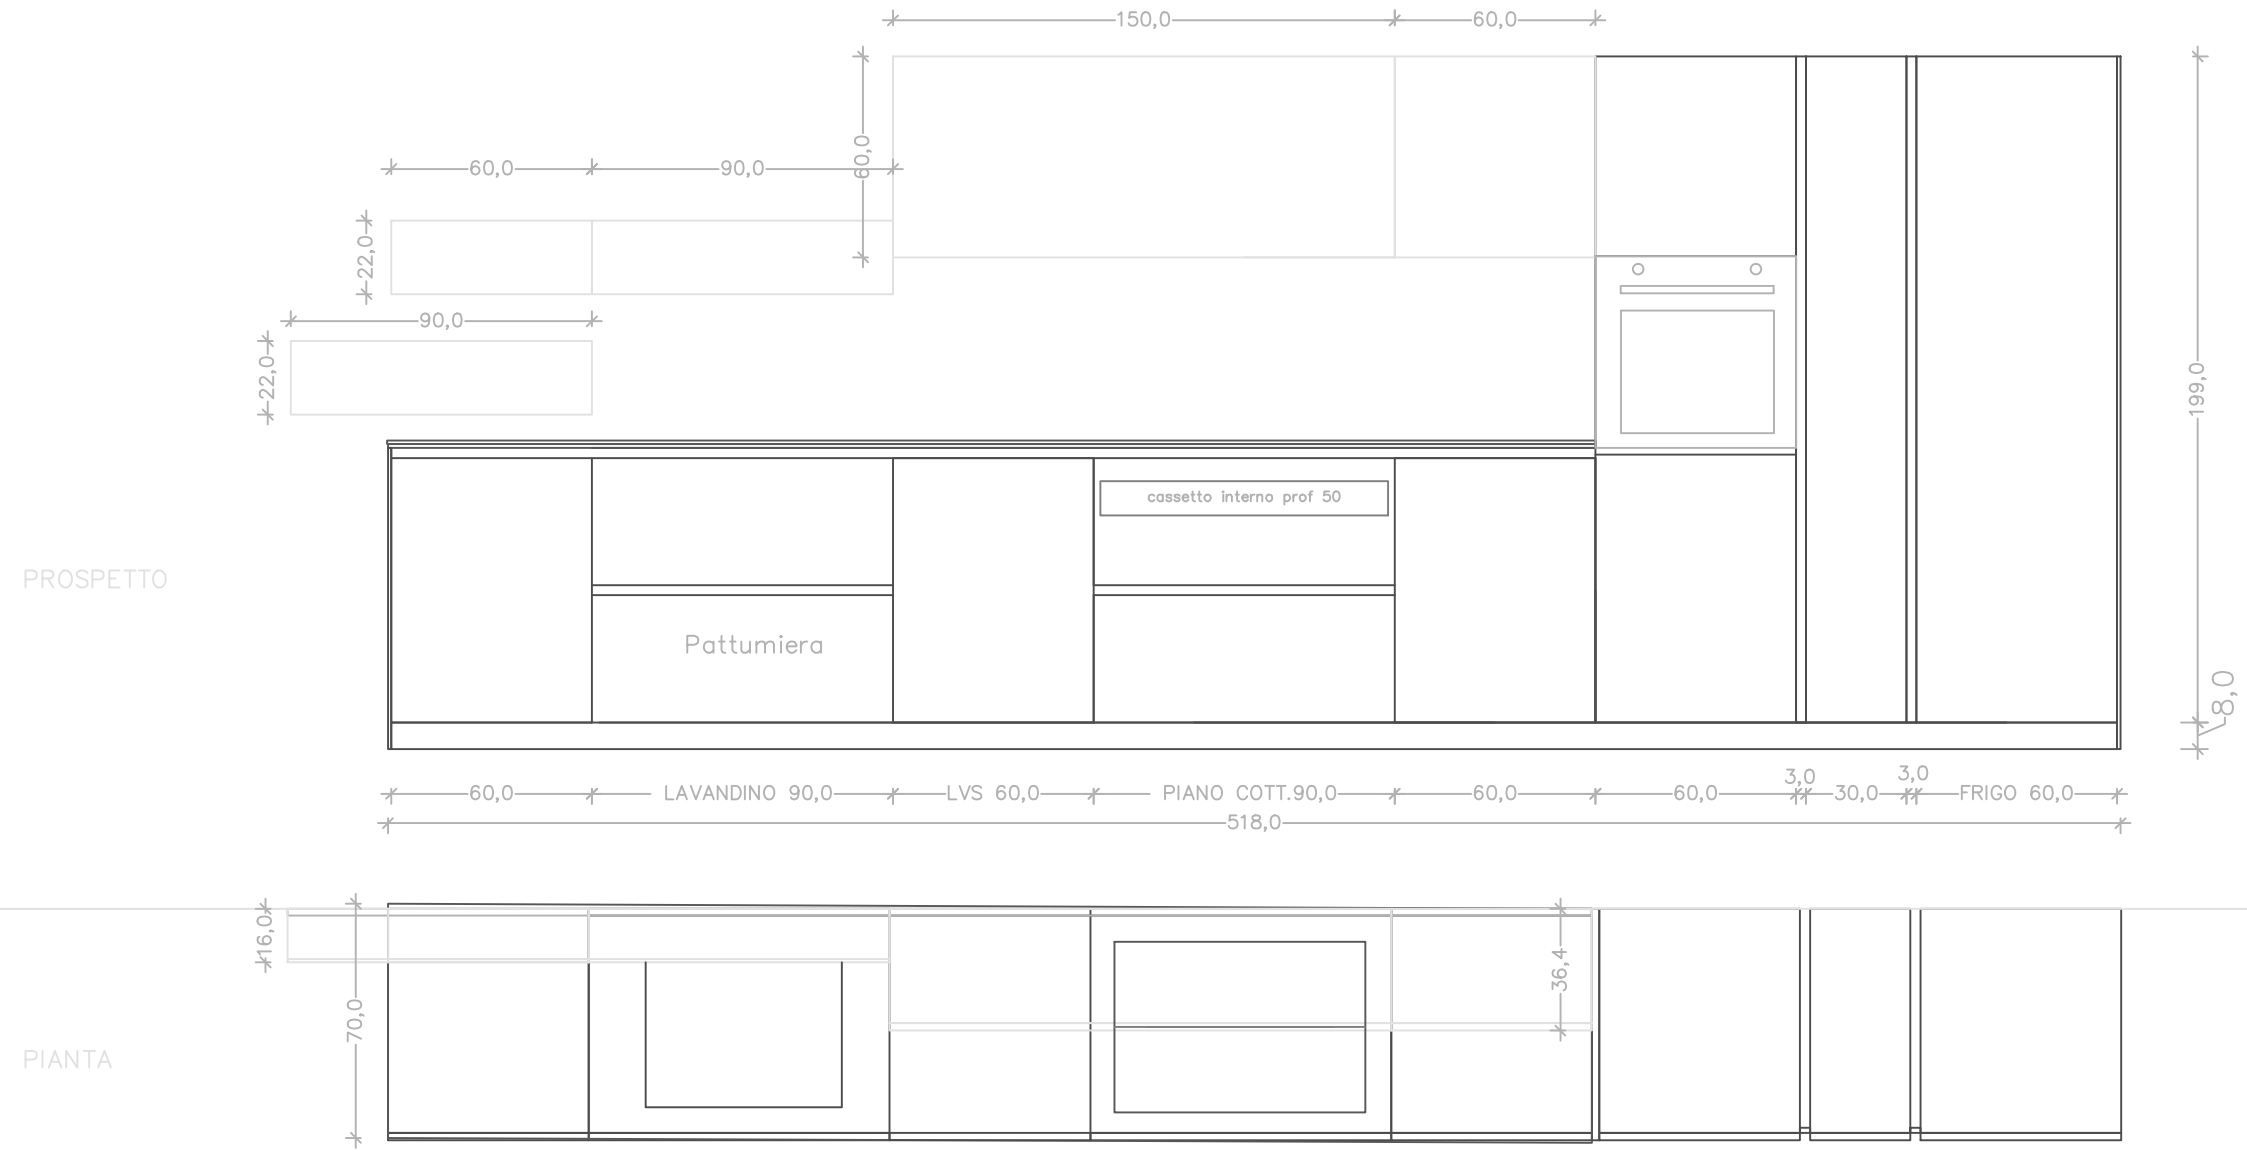 150,0 60,0
60,0
60,0 90,0
22,0
90,0
22,0
199,0
cassetto interno prof 50
PROSPETTO
Pattumiera
8,0
60,0 LAVANDINO 90,0 LVS 60,0 PIANO COTT.90,0 60,0 60,0 3,0 30,0 3,0 FRIGO 60,0
518,0
16,0
36,4
70,0
PIANTA